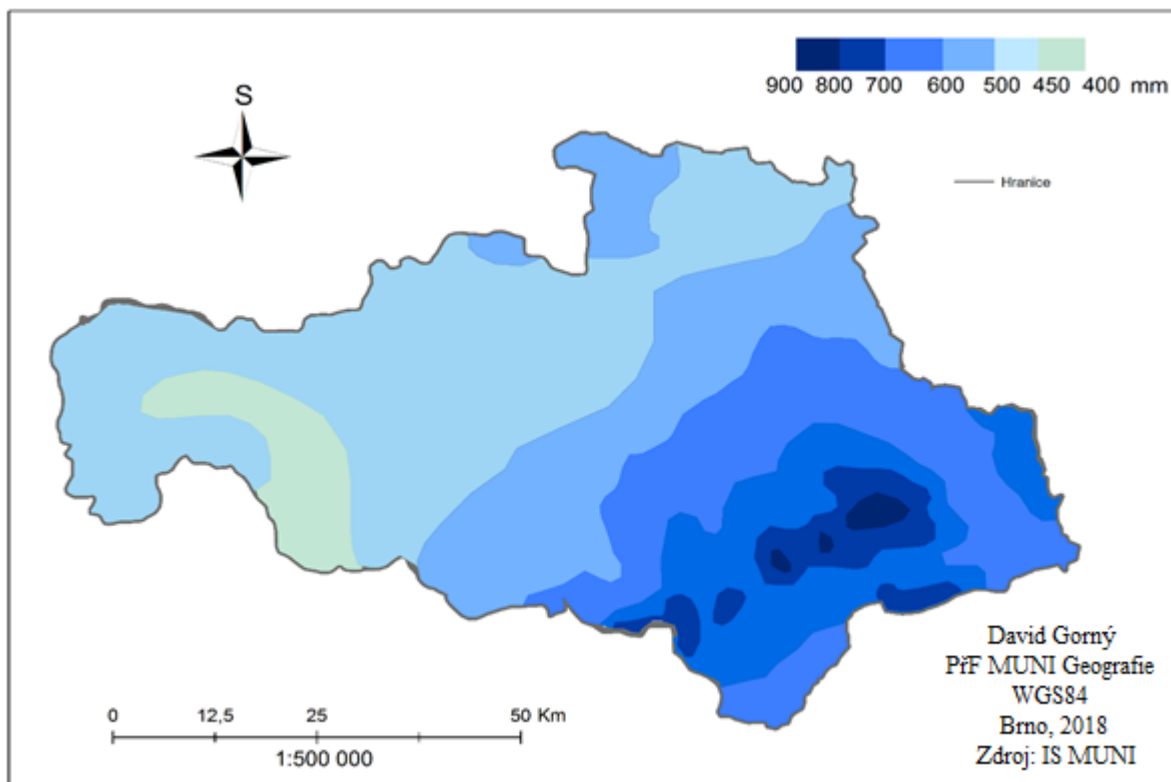 900 800 700 600 500 450 400 mm
S
Hranice
David Gorný
PřF MUNI Geografie
WGS84
Brno, 2018
Zdroj: IS MUNI
0 12,5 25 50 Km
1:500 000